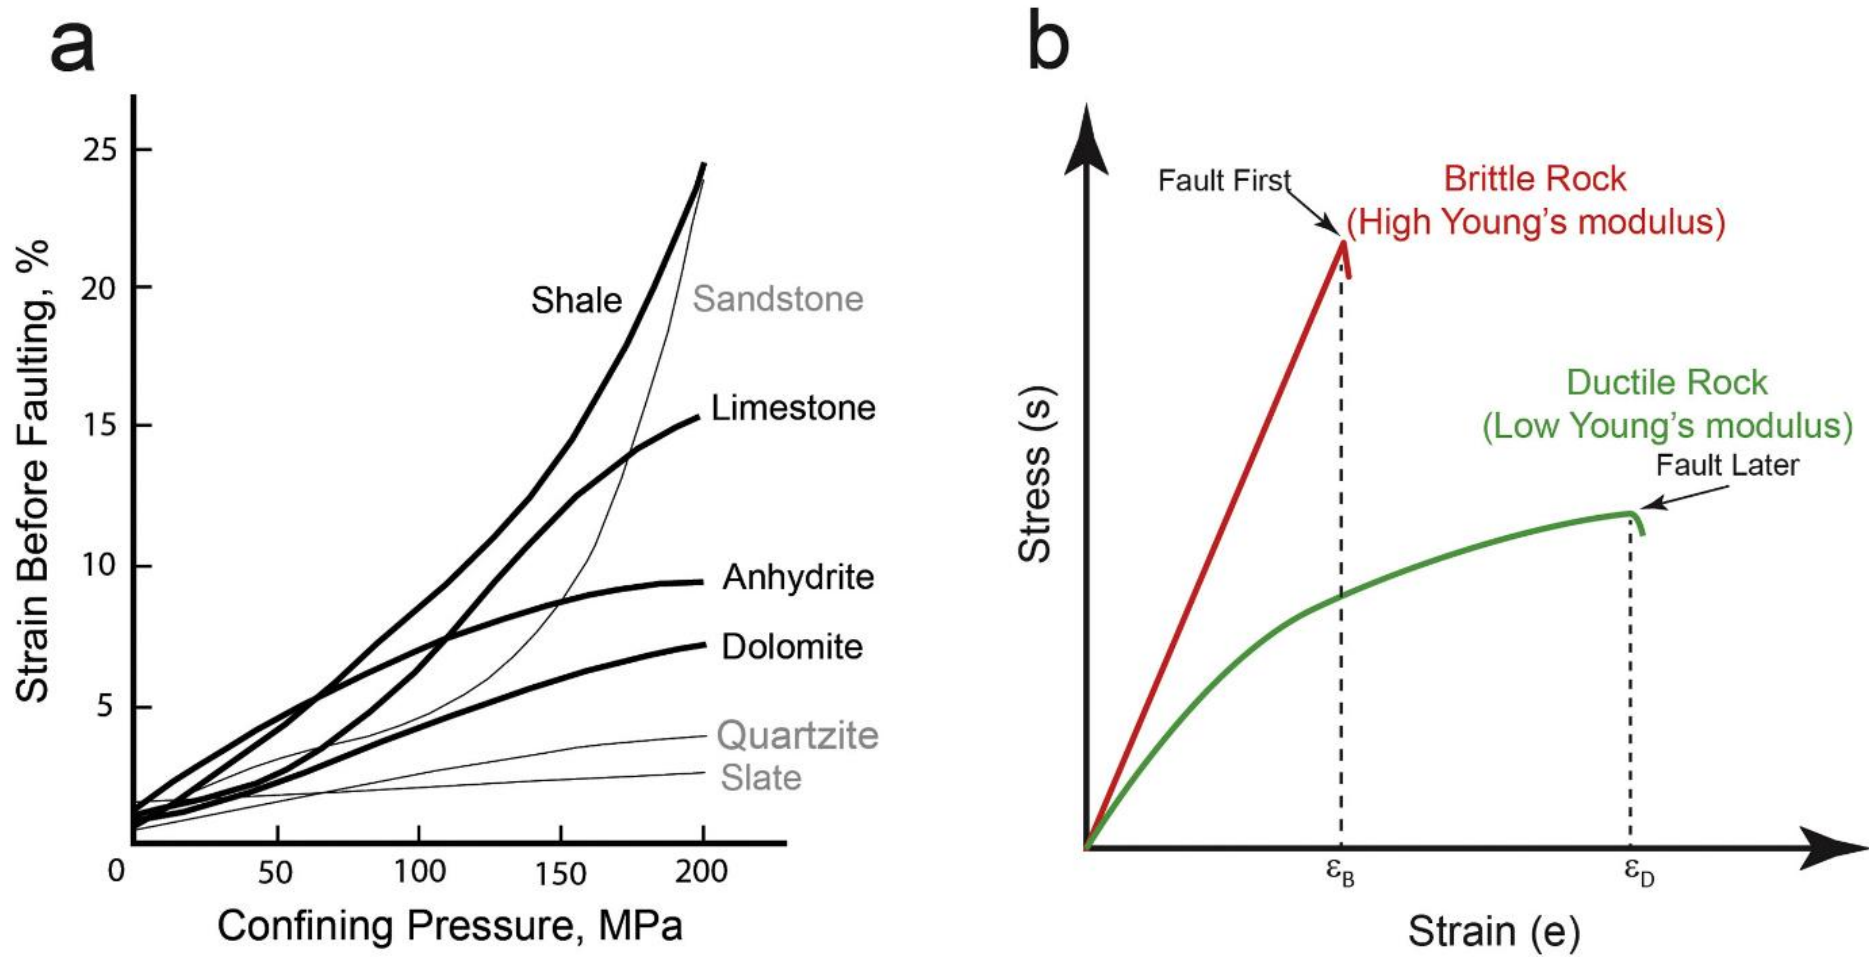 a
25
20
15
10
5
0
50
100
150
200
Strain Before Faulting, %
Confining Pressure, MPa
Shale
Sandstone
Limestone
Anhydrite
Dolomite
Quartzite
Slate
b
Fault First
Brittle Rock
(High Young’s modulus)
Ductile Rock
(Low Young’s modulus)
Fault Later
Stress (s)
εB
εD
Strain (e)